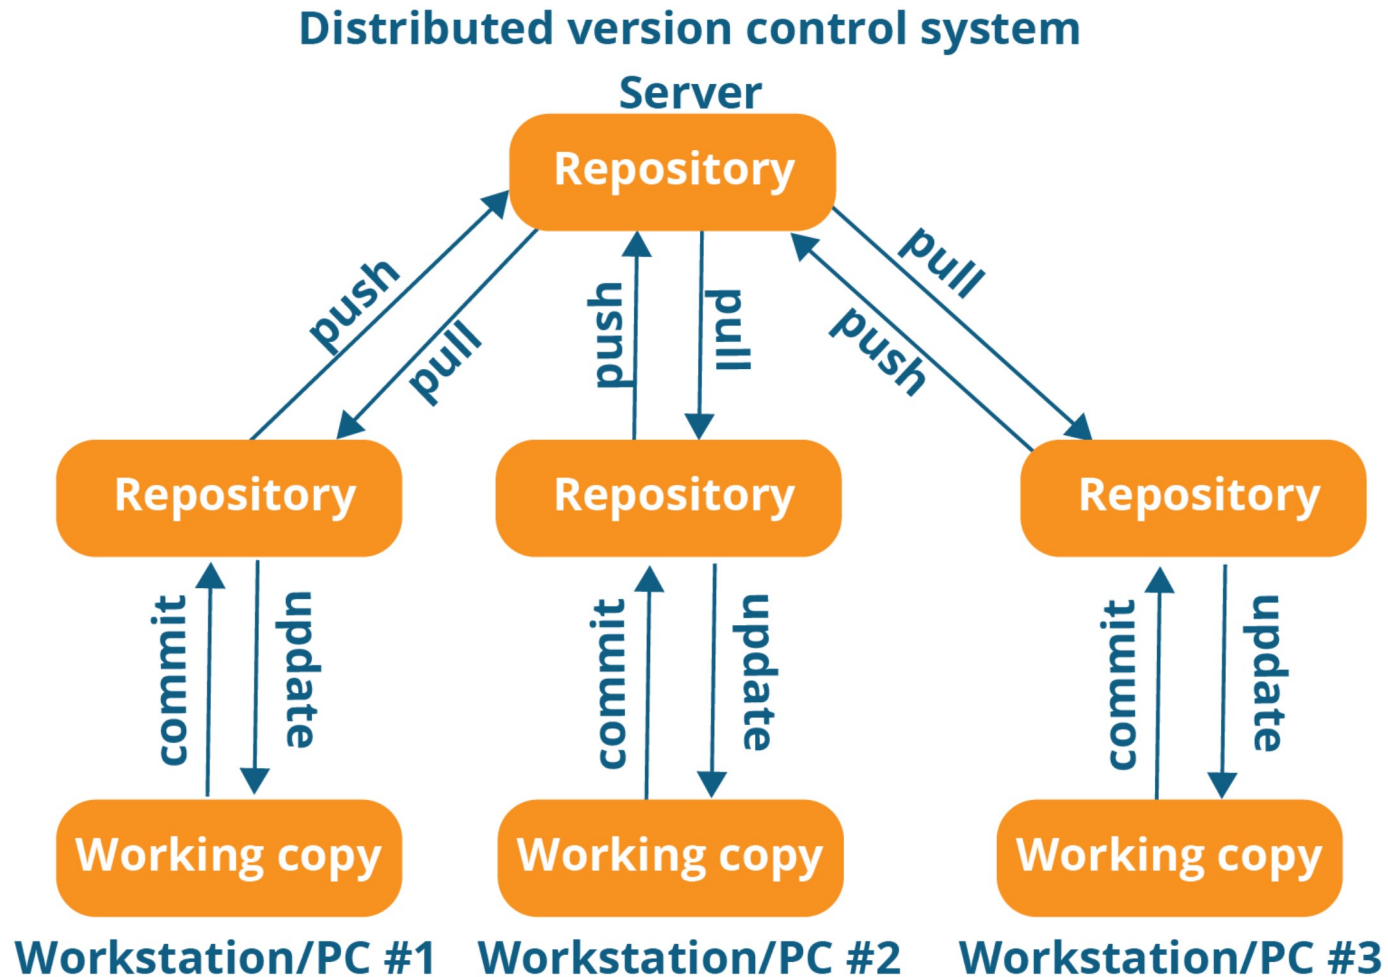 Distributed version control system
Server
Repository
push
pull
push
pull
push
pull
Repository
Repository
Repository
commit
update
commit
update
commit
update
Working copy
Working copy
Working copy
Workstation/PC #1
Workstation/PC #2
Workstation/PC #3